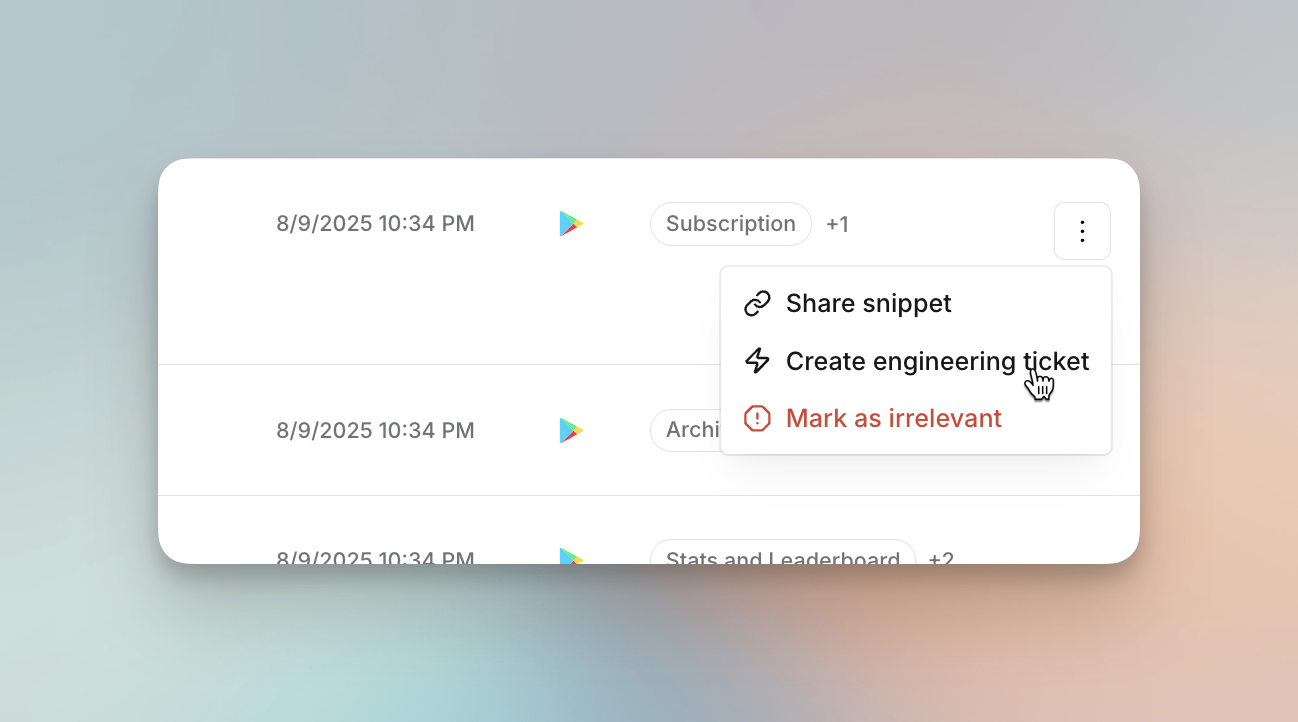 8/9/2025 10:34 PM Subscription +1
Share snippet
Create engineering ticket
8/9/2025 10:34 PM Archi
Mark as irrelevant
8/9/2025 10:34 PM Stats and Leaderboard +2